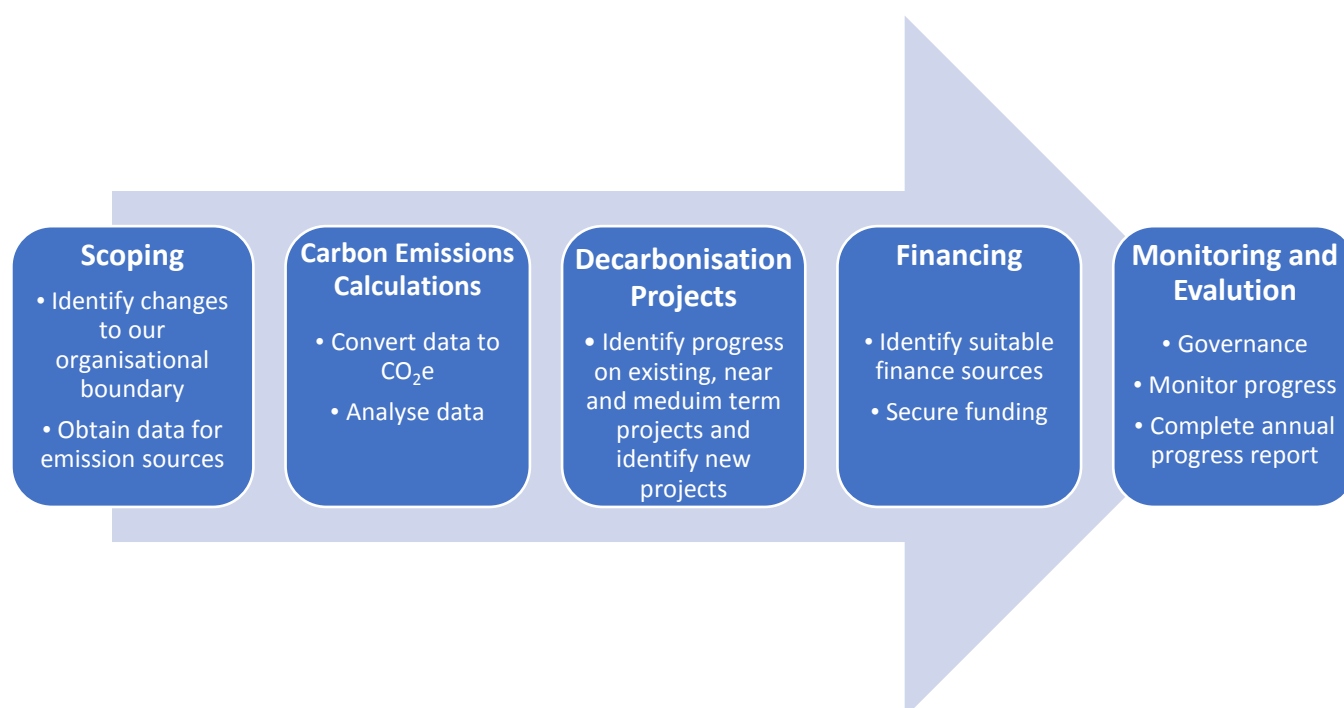 Scoping
• Identify changes
to our
organisational
boundary
• Obtain data for
emission sources
Carbon Emissions
Calculations
• Convert data to
CO₂e
• Analyse data
Decarbonisation
Projects
• Identify progress
on existing, near
and meduim term
projects and
identify new
projects
Financing
• Identify suitable
finance sources
• Secure funding
Monitoring and
Evalution
• Governance
• Monitor progress
• Complete annual
progress report